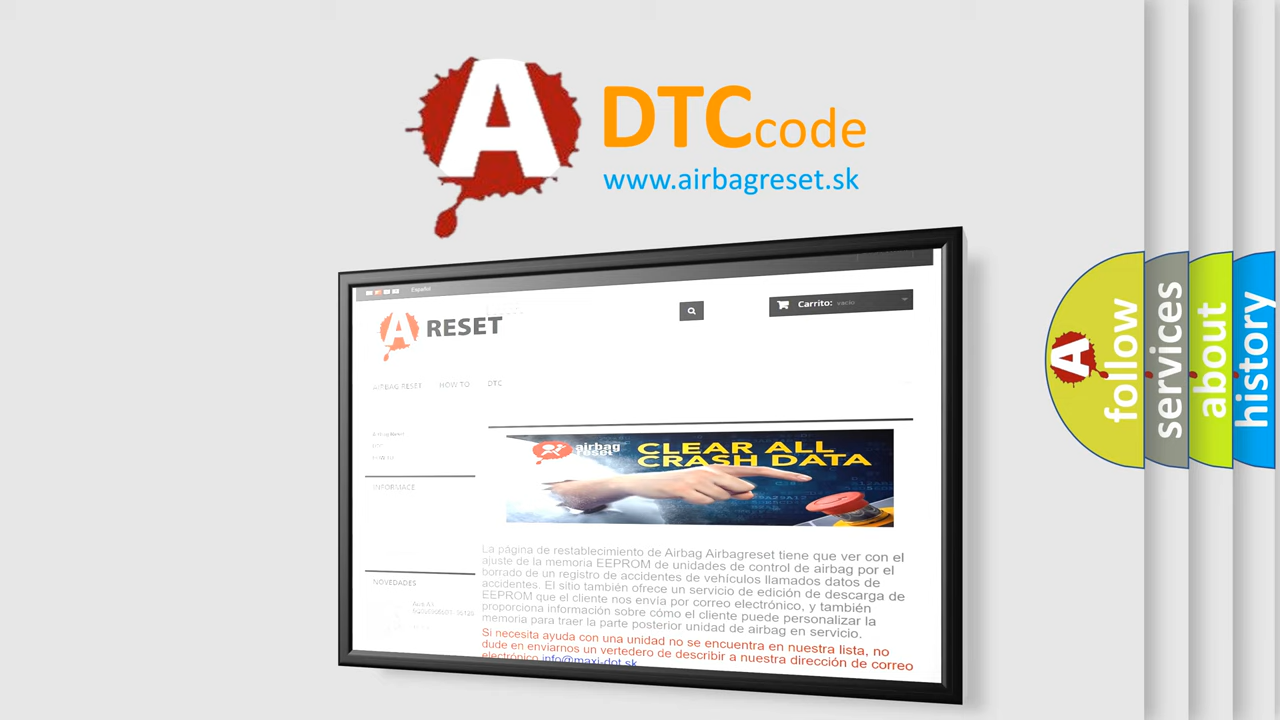 A DTC code
www.airbagreset.sk
Español
A RESET
Carrito: vacío
AIRBAG RESET HOW TO DTC
INFORMACE
airbag
reset
CLEAR ALL
CRASH DATA
La página de restablecimiento de Airbag Airbagreset tiene que ver con el
ajuste de la memoria EEPROM de unidades de control de airbag por el
borrado de un registro de accidentes de vehículos llamados datos de
accidentes. El sitio también ofrece un servicio de edición de descarga de
EEPROM que el cliente nos envía por correo electrónico, y también
proporciona información sobre cómo el cliente puede personalizar la
memoria para traer la parte posterior unidad de airbag en servicio.
Si necesita ayuda con una unidad no se encuentra en nuestra lista, no
dude en enviarnos un vertedero de describir a nuestra dirección de correo
electrónico info@maxi-dot.sk
NOVEDADES
A
follow
services
about
history